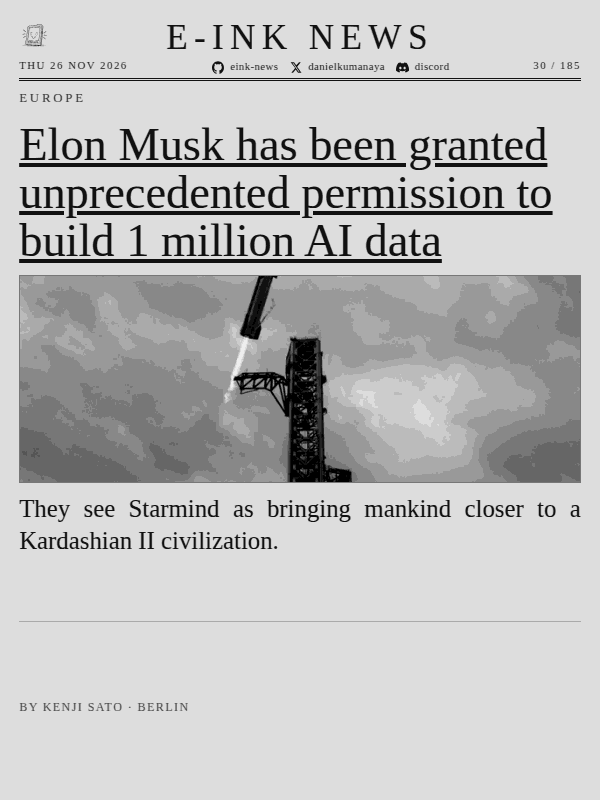 E-INK NEWS
THU 26 NOV 2026
eink-news
danielkumanaya
discord
30 / 185
EUROPE
Elon Musk has been granted
unprecedented permission to
build 1 million AI data
They see Starmind as bringing mankind closer to a
Kardashian II civilization.
BY KENJI SATO · BERLIN